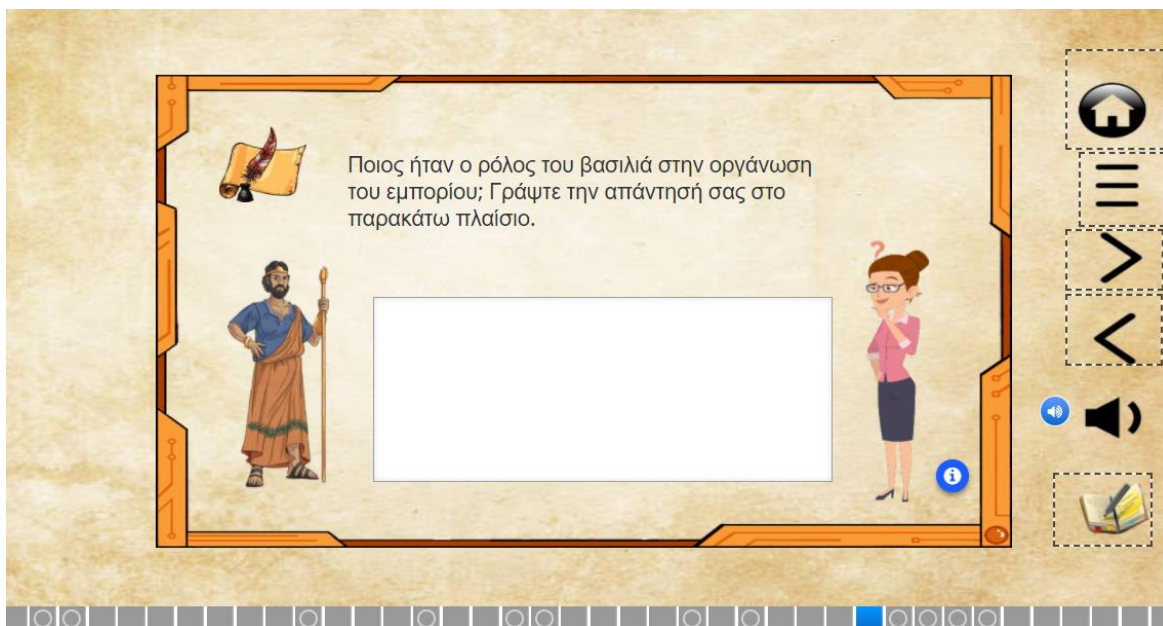 Ποιος ήταν ο ρόλος του βασιλιά στην οργάνωση
του εμπορίου; Γράψτε την απάντησή σας στο
παρακάτω πλαίσιο.